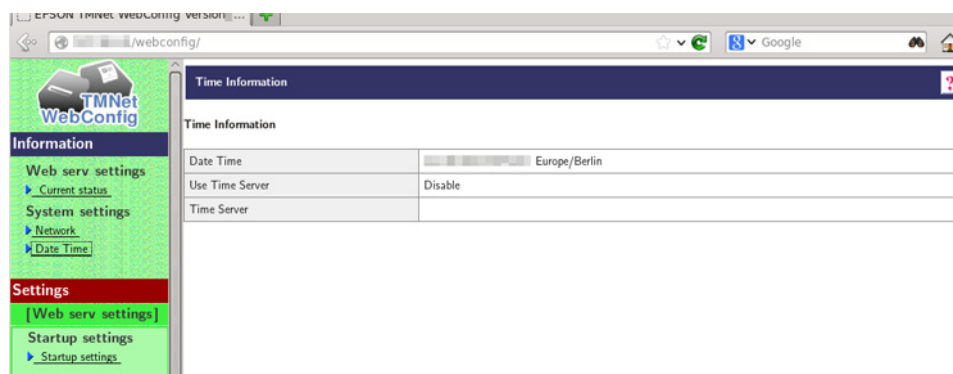 EPSON TMNet WebConfig Version ...
/webconfig/
Google
TMNet
WebConfig
Information
Web serv settings
Current status
System settings
Network
Date Time
Settings
[Web serv settings]
Startup settings
Startup settings
Time Information
?
Time Information
Date Time Europe/Berlin
Use Time Server Disable
Time Server